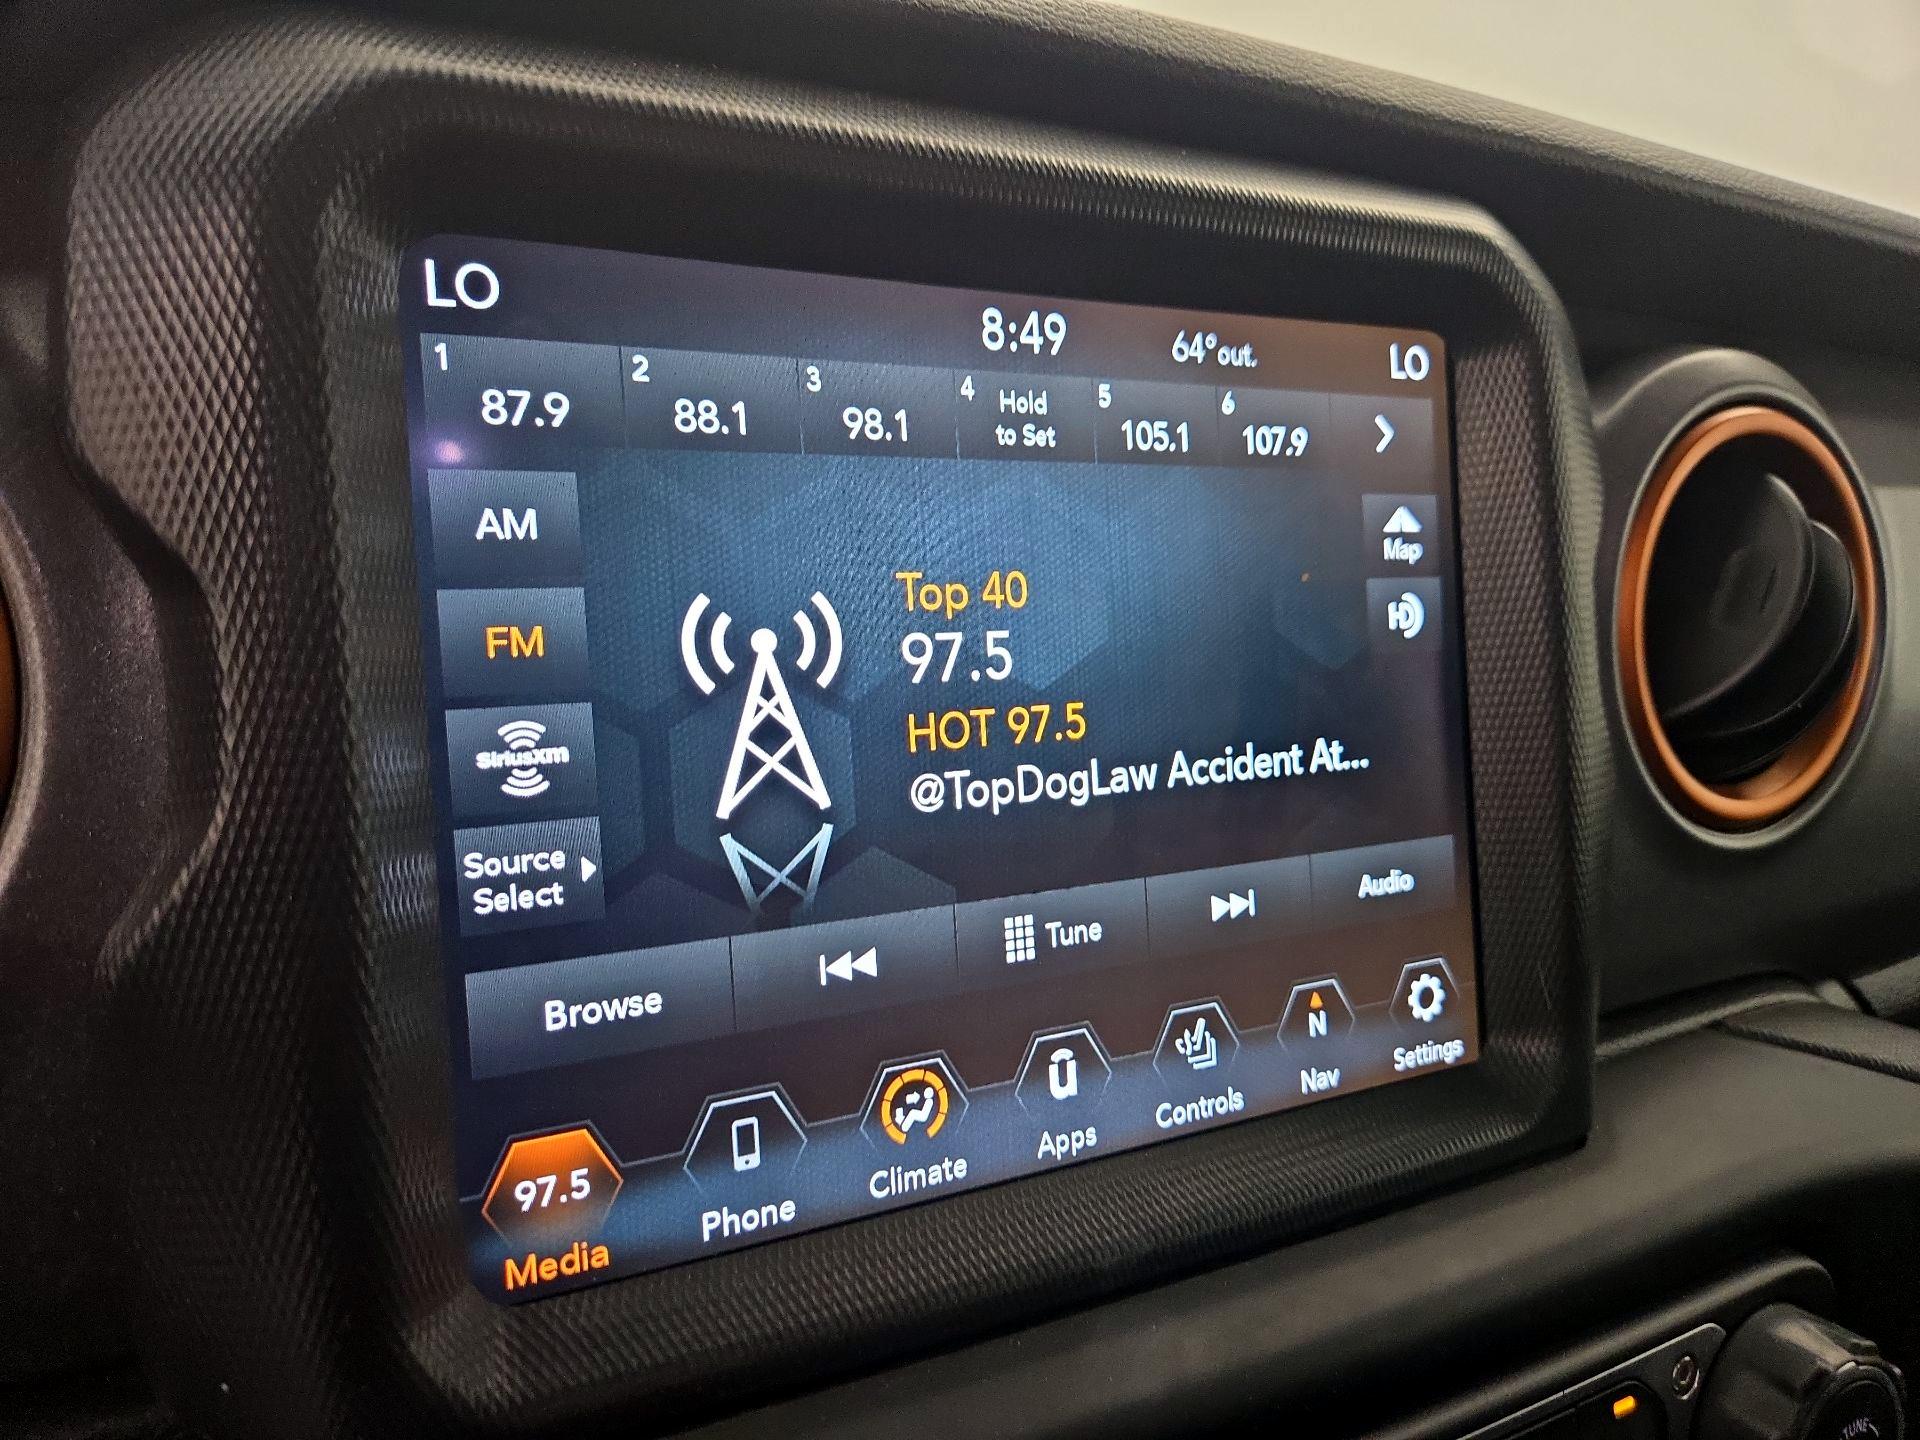 LO
8:49
64° out.
LO
1
87.9
2
88.1
3
98.1
4
Hold
to Set
5
105.1
6
107.9
AM
FM
SiriusXM
Source
Select
Top 40
97.5
HOT 97.5
@TopDogLaw Accident At...
Map
HD
Browse
Tune
Audio
97.5
Media
Phone
Climate
u
Apps
Controls
N
Nav
Settings
TUNE